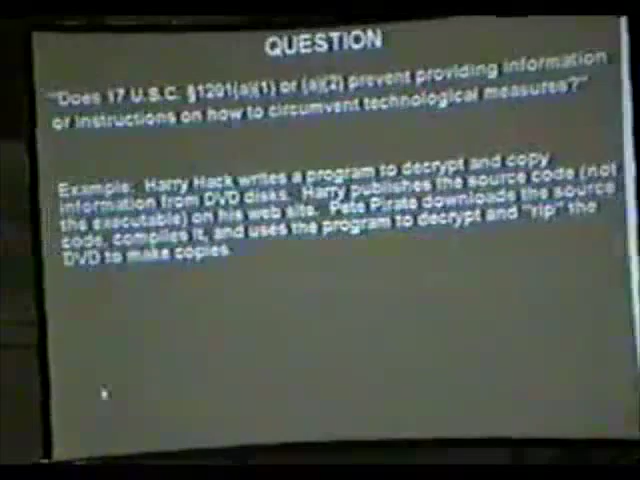 QUESTION
"Does 17 U.S.C. §1201(a)(1) or (a)(2) prevent providing information
or instructions on how to circumvent technological measures?"
Example: Harry Hack writes a program to decrypt and copy
information from DVD disks. Harry publishes the source code (not
the executable) on his web site. Pete Pirate downloads the source
code, compiles it, and uses the program to decrypt and "rip" the
DVD to make copies.